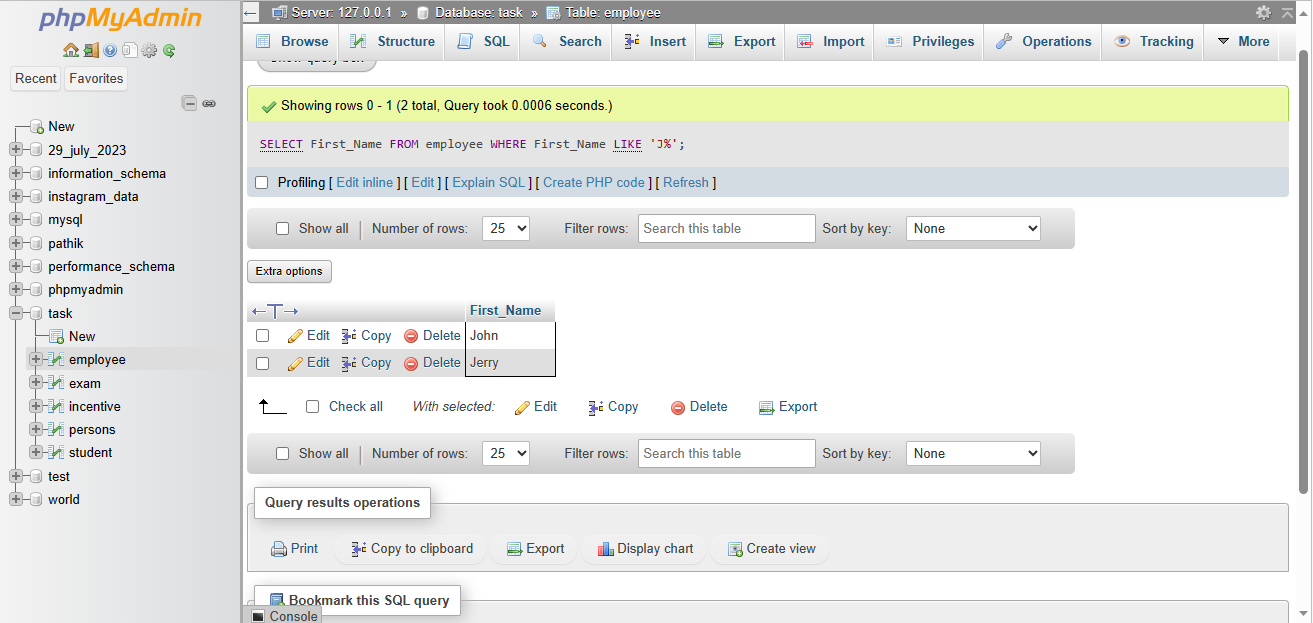 phpMyAdmin
Recent Favorites
New
29_july_2023
information_schema
instagram_data
mysql
pathik
performance_schema
phpmyadmin
task
New
employee
exam
incentive
persons
student
test
world
Server: 127.0.0.1 » Database: task » Table: employee
Browse Structure SQL Search Insert Export Import Privileges Operations Tracking More
Show query box
Showing rows 0 - 1 (2 total, Query took 0.0006 seconds.)
SELECT First_Name FROM employee WHERE First_Name LIKE 'J%';
Profiling [ Edit inline ] [ Edit ] [ Explain SQL ] [ Create PHP code ] [ Refresh ]
Show all Number of rows: 25 Filter rows: Search this table Sort by key: None
Extra options
←T→ First_Name
Edit Copy Delete John
Edit Copy Delete Jerry
Check all With selected: Edit Copy Delete Export
Show all Number of rows: 25 Filter rows: Search this table Sort by key: None
Query results operations
Print Copy to clipboard Export Display chart Create view
Bookmark this SQL query
Console